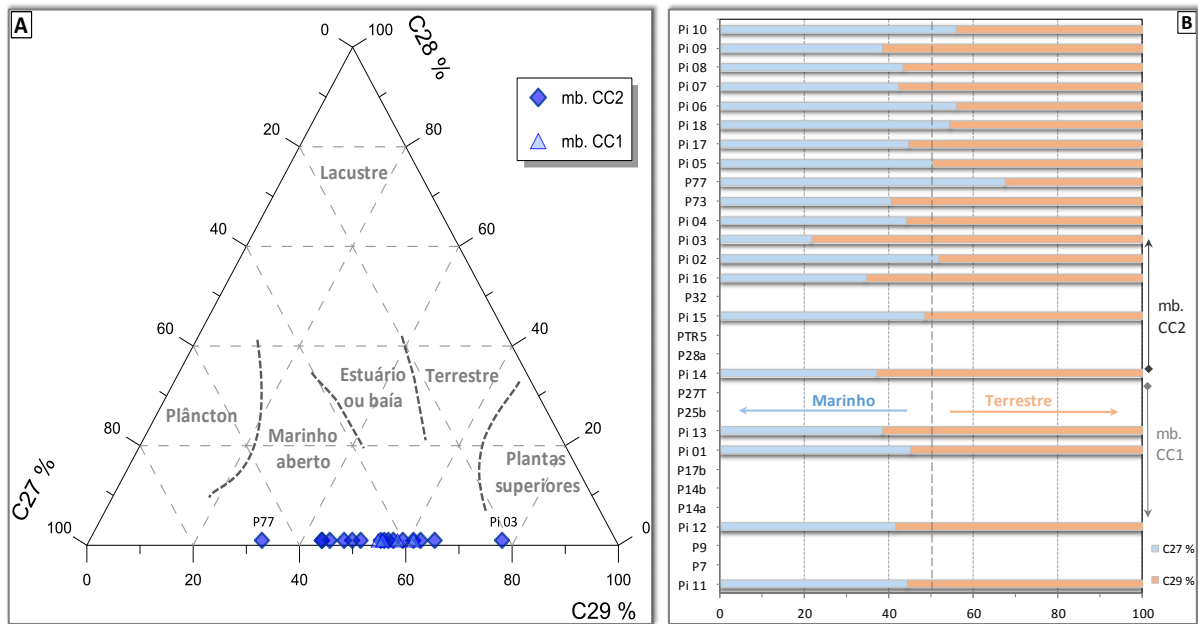 A
0
100
C28 %
mb. CC2
mb. CC1
20
80
Lacustre
40
60
60
40
Estuário
ou baía
Terrestre
Plâncton
Marinho
aberto
80
20
Plantas
superiores
C27 %
100
P77
Pi 03
0
0
20
40
60
80
100
C29 %
B
Pi 10
Pi 09
Pi 08
Pi 07
Pi 06
Pi 18
Pi 17
Pi 05
P77
P73
Pi 04
Pi 03
Pi 02
Pi 16
P32
Pi 15
PTR5
P28a
Pi 14
P27T
P25b
Pi 13
Pi 01
P17b
P14b
P14a
Pi 12
P9
P7
Pi 11
mb.
CC2
Marinho
Terrestre
mb.
CC1
C27 %
C29 %
0
20
40
60
80
100